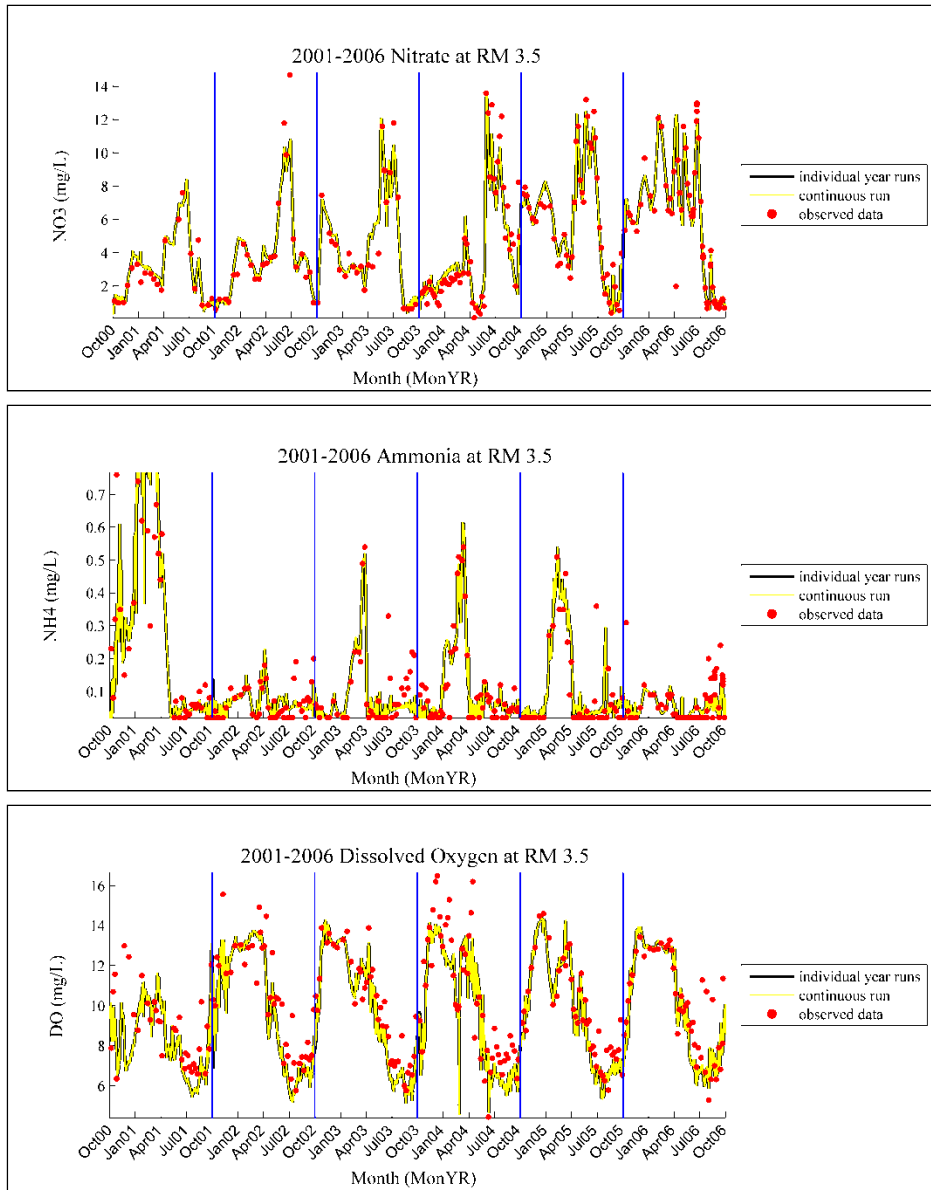 2001-2006 Nitrate at RM 3.5
14
12
10
8
6
4
2
NO3 (mg/L)
Oct00 Jan01 Apr01 Jul01 Oct01 Jan02 Apr02 Jul02 Oct02 Jan03 Apr03 Jul03 Oct03 Jan04 Apr04 Jul04 Oct04 Jan05 Apr05 Jul05 Oct05 Jan06 Apr06 Jul06 Oct06
Month (MonYR)
individual year runs
continuous run
observed data
2001-2006 Ammonia at RM 3.5
0.7
0.6
0.5
0.4
0.3
0.2
0.1
NH4 (mg/L)
Oct00 Jan01 Apr01 Jul01 Oct01 Jan02 Apr02 Jul02 Oct02 Jan03 Apr03 Jul03 Oct03 Jan04 Apr04 Jul04 Oct04 Jan05 Apr05 Jul05 Oct05 Jan06 Apr06 Jul06 Oct06
Month (MonYR)
individual year runs
continuous run
observed data
2001-2006 Dissolved Oxygen at RM 3.5
16
14
12
10
8
6
DO (mg/L)
Oct00 Jan01 Apr01 Jul01 Oct01 Jan02 Apr02 Jul02 Oct02 Jan03 Apr03 Jul03 Oct03 Jan04 Apr04 Jul04 Oct04 Jan05 Apr05 Jul05 Oct05 Jan06 Apr06 Jul06 Oct06
Month (MonYR)
individual year runs
continuous run
observed data